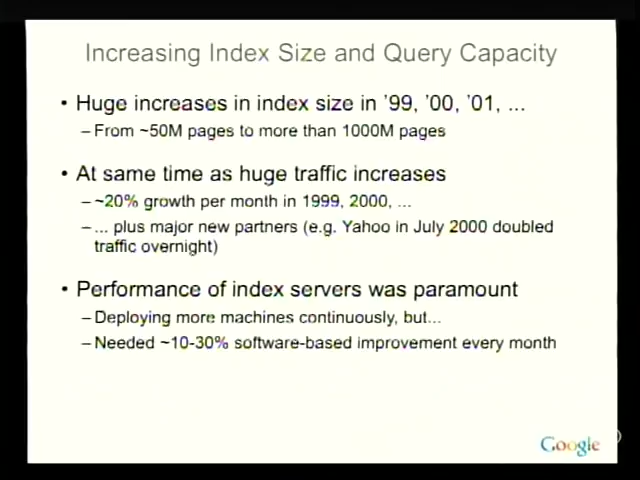 Increasing Index Size and Query Capacity
• Huge increases in index size in '99, '00, '01, ...
– From ~50M pages to more than 1000M pages
• At same time as huge traffic increases
– ~20% growth per month in 1999, 2000, ...
– ... plus major new partners (e.g. Yahoo in July 2000 doubled
traffic overnight)
• Performance of index servers was paramount
– Deploying more machines continuously, but...
– Needed ~10-30% software-based improvement every month
Google